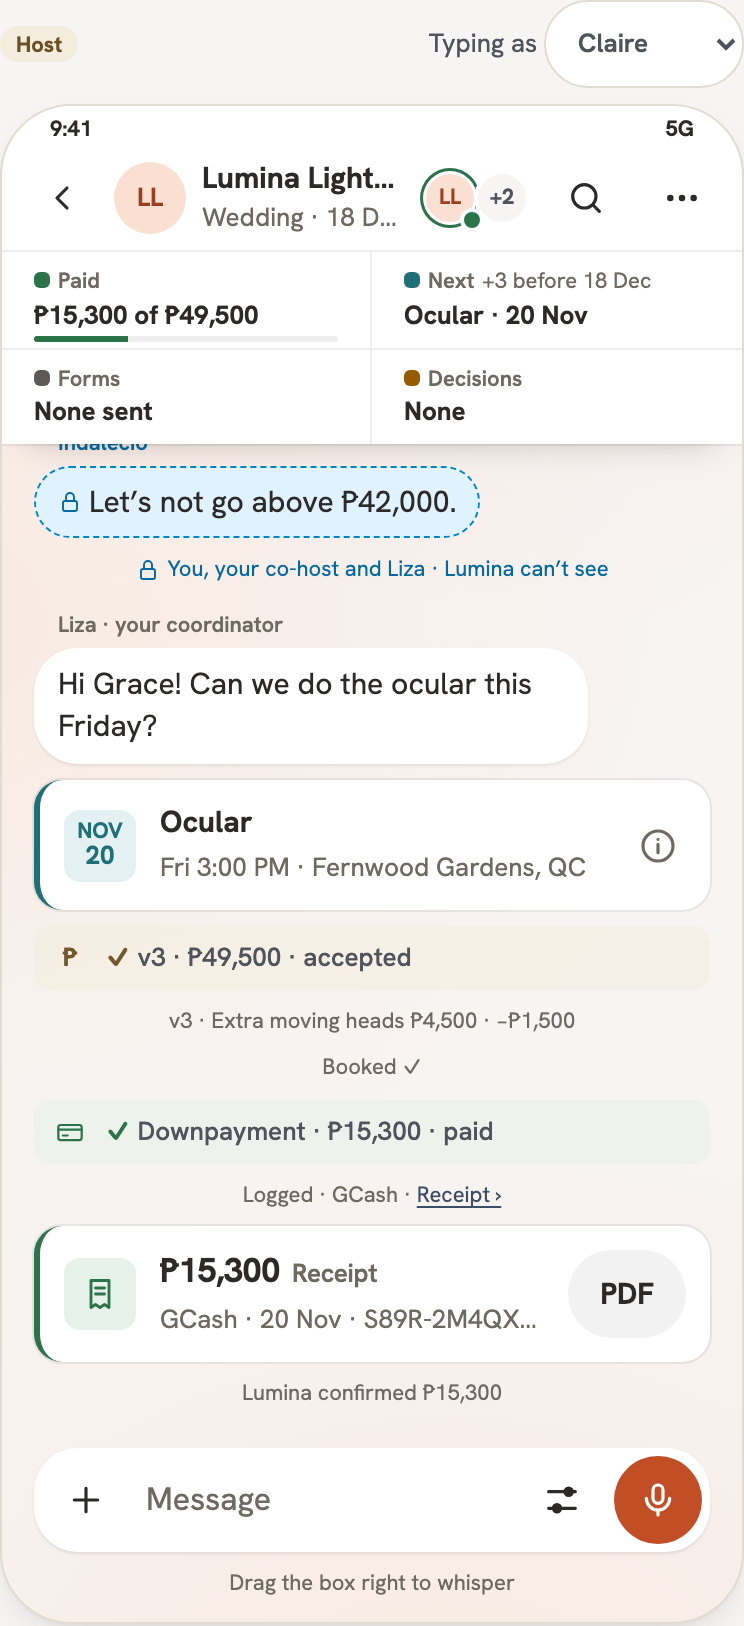 Host
Typing as
Claire
9:41
5G
LL
Lumina Light...
Wedding · 18 D...
LL
+2
Paid
₱15,300 of ₱49,500
Next +3 before 18 Dec
Ocular · 20 Nov
Forms
None sent
Decisions
None
Indalecio
Let’s not go above ₱42,000.
You, your co-host and Liza · Lumina can’t see
Liza · your coordinator
Hi Grace! Can we do the ocular this
Friday?
NOV
20
Ocular
Fri 3:00 PM · Fernwood Gardens, QC
₱ ✓ v3 · ₱49,500 · accepted
v3 · Extra moving heads ₱4,500 · −₱1,500
Booked ✓
✓ Downpayment · ₱15,300 · paid
Logged · GCash · Receipt ›
₱15,300 Receipt
GCash · 20 Nov · S89R-2M4QX...
PDF
Lumina confirmed ₱15,300
Message
Drag the box right to whisper